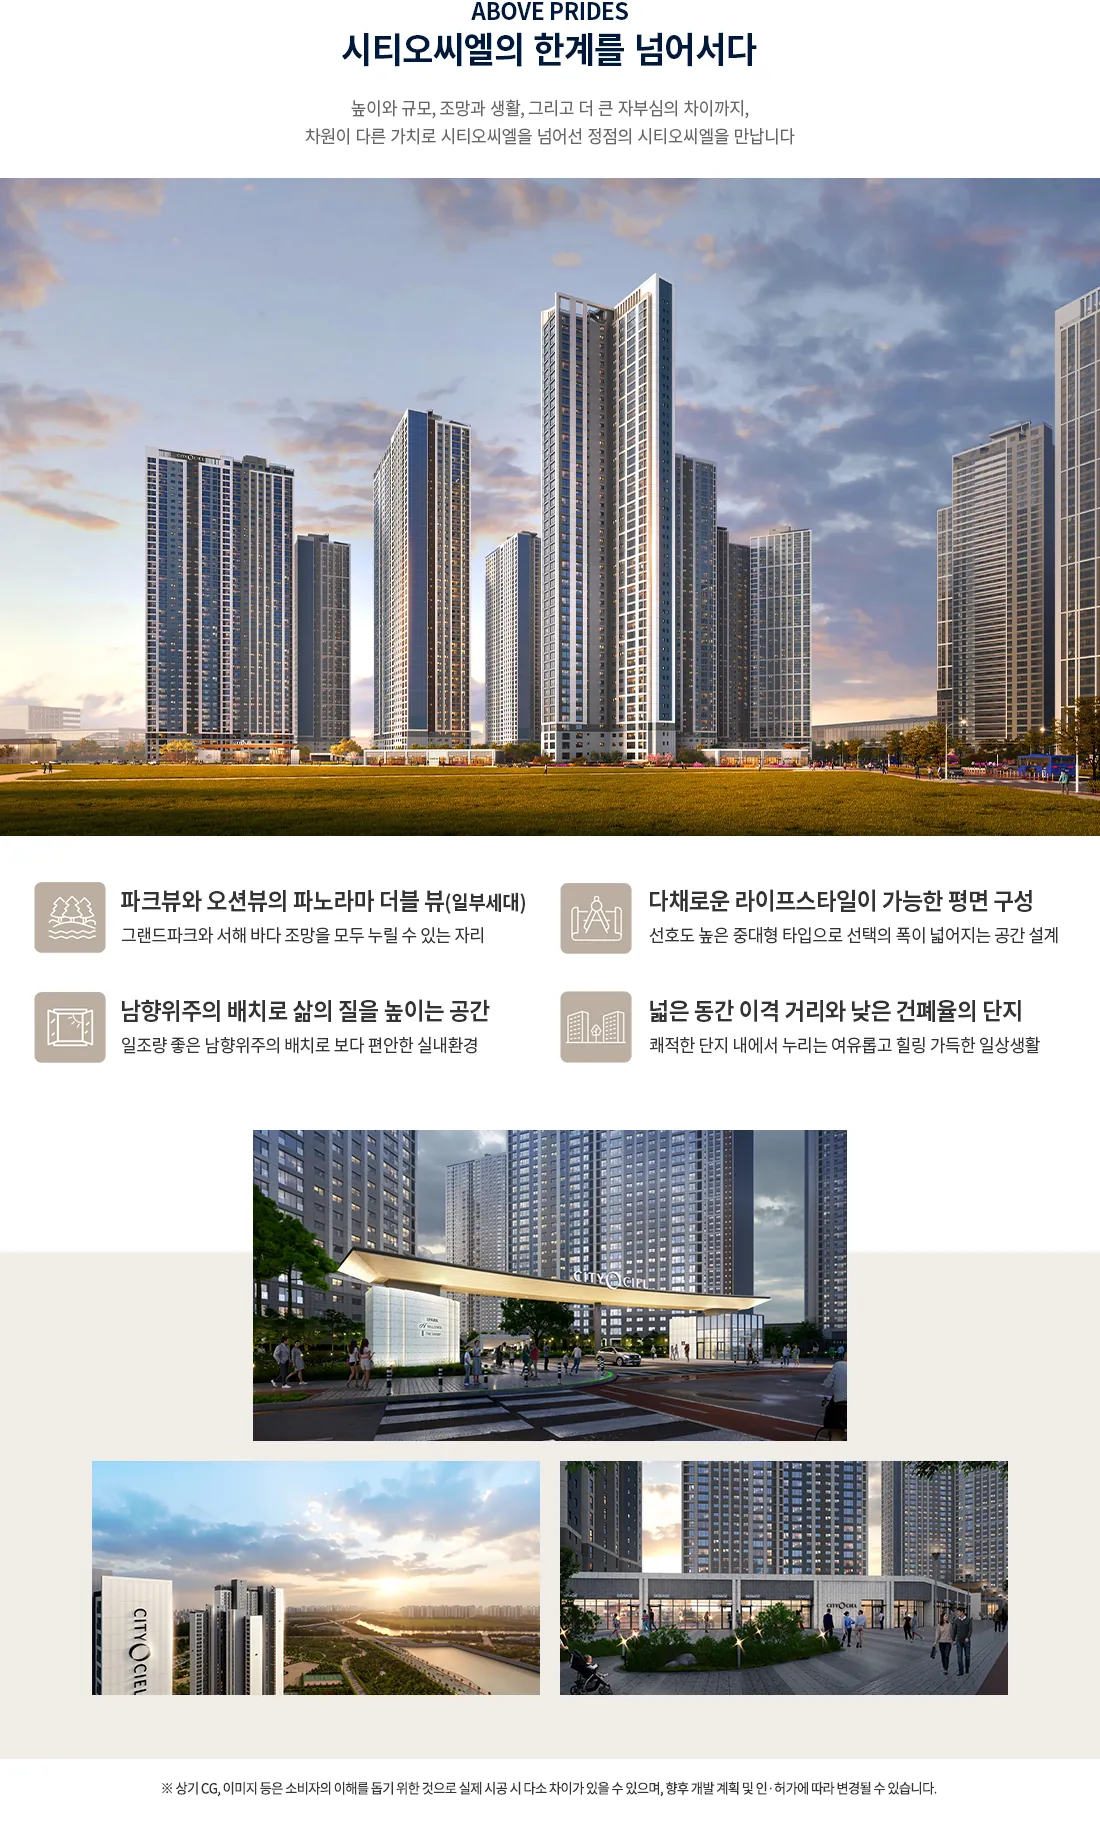 ABOVE PRIDES
시티오씨엘의 한계를 넘어서다
높이와 규모, 조망과 생활, 그리고 더 큰 자부심의 차이까지,
차원이 다른 가치로 시티오씨엘을 넘어선 정점의 시티오씨엘을 만납니다
CITY O CIEL
파크뷰와 오션뷰의 파노라마 더블 뷰(일부세대)
그랜드파크와 서해 바다 조망을 모두 누릴 수 있는 자리
다채로운 라이프스타일이 가능한 평면 구성
선호도 높은 중대형 타입으로 선택의 폭이 넓어지는 공간 설계
남향위주의 배치로 삶의 질을 높이는 공간
일조량 좋은 남향위주의 배치로 보다 편안한 실내환경
넓은 동간 이격 거리와 낮은 건폐율의 단지
쾌적한 단지 내에서 누리는 여유롭고 힐링 가득한 일상생활
CITY O CIEL
CITY O CIEL
CITY O CIEL
※ 상기 CG, 이미지 등은 소비자의 이해를 돕기 위한 것으로 실제 시공 시 다소 차이가 있을 수 있으며, 향후 개발 계획 및 인·허가에 따라 변경될 수 있습니다.